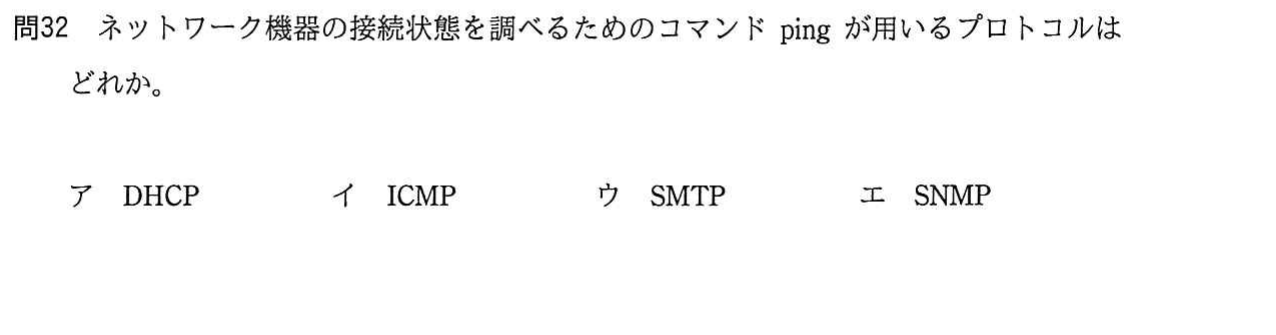 問32 ネットワーク機器の接続状態を調べるためのコマンド ping が用いるプロトコルは
どれか。
ア DHCP イ ICMP ウ SMTP エ SNMP